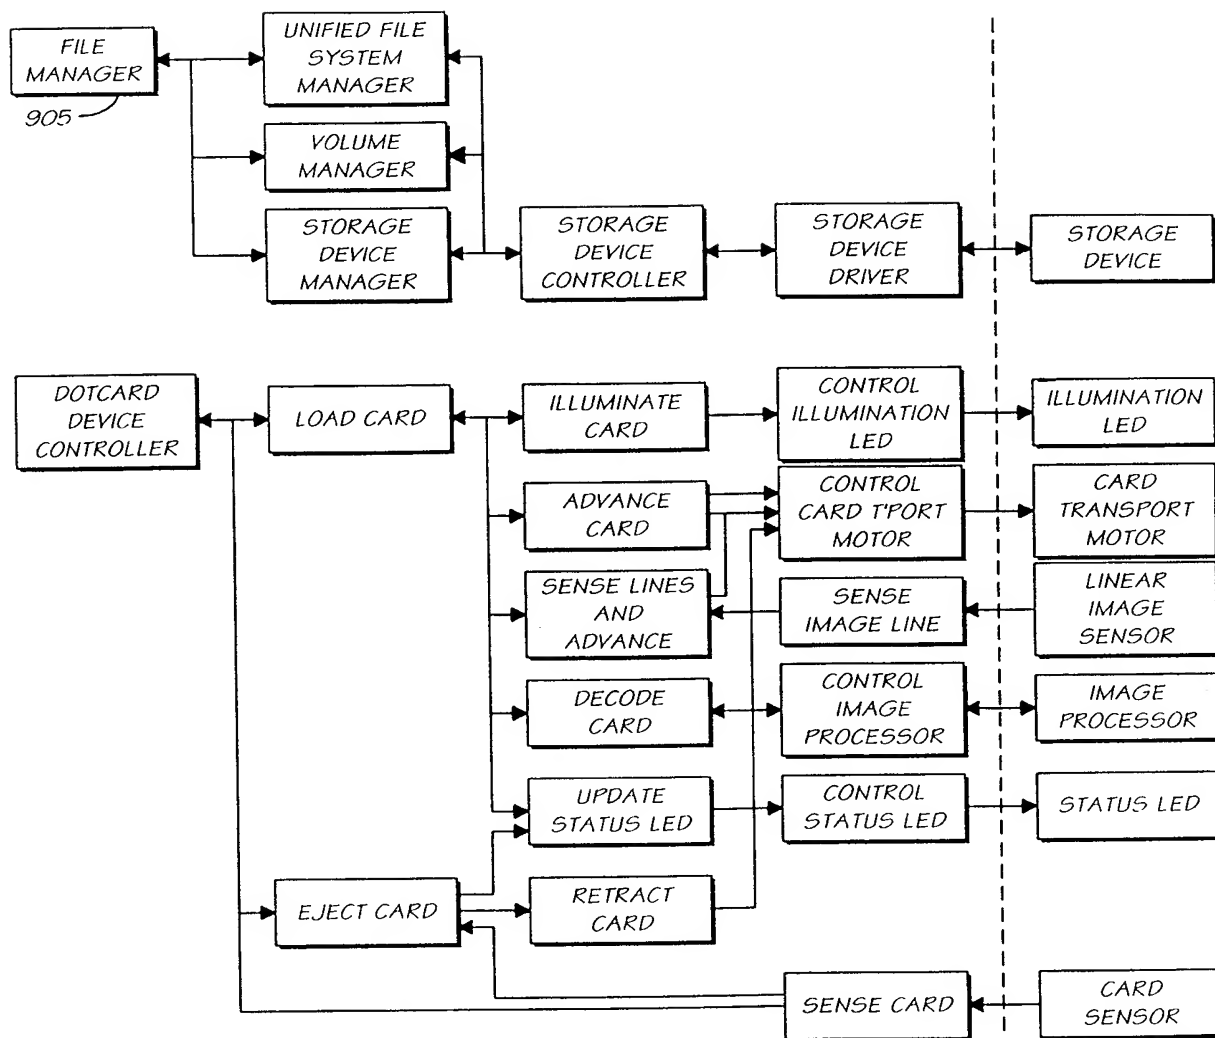 FILE
MANAGER
905
UNIFIED FILE
SYSTEM
MANAGER
VOLUME
MANAGER
STORAGE
DEVICE
MANAGER
STORAGE
DEVICE
CONTROLLER
STORAGE
DEVICE
DRIVER
STORAGE
DEVICE
DOTCARD
DEVICE
CONTROLLER
LOAD CARD
ILLUMINATE
CARD
CONTROL
ILLUMINATION
LED
ILLUMINATION
LED
ADVANCE
CARD
CONTROL
CARD T'PORT
MOTOR
CARD
TRANSPORT
MOTOR
SENSE LINES
AND
ADVANCE
SENSE
IMAGE LINE
LINEAR
IMAGE
SENSOR
DECODE
CARD
CONTROL
IMAGE
PROCESSOR
IMAGE
PROCESSOR
UPDATE
STATUS LED
CONTROL
STATUS LED
STATUS LED
EJECT CARD
RETRACT
CARD
SENSE CARD
CARD
SENSOR